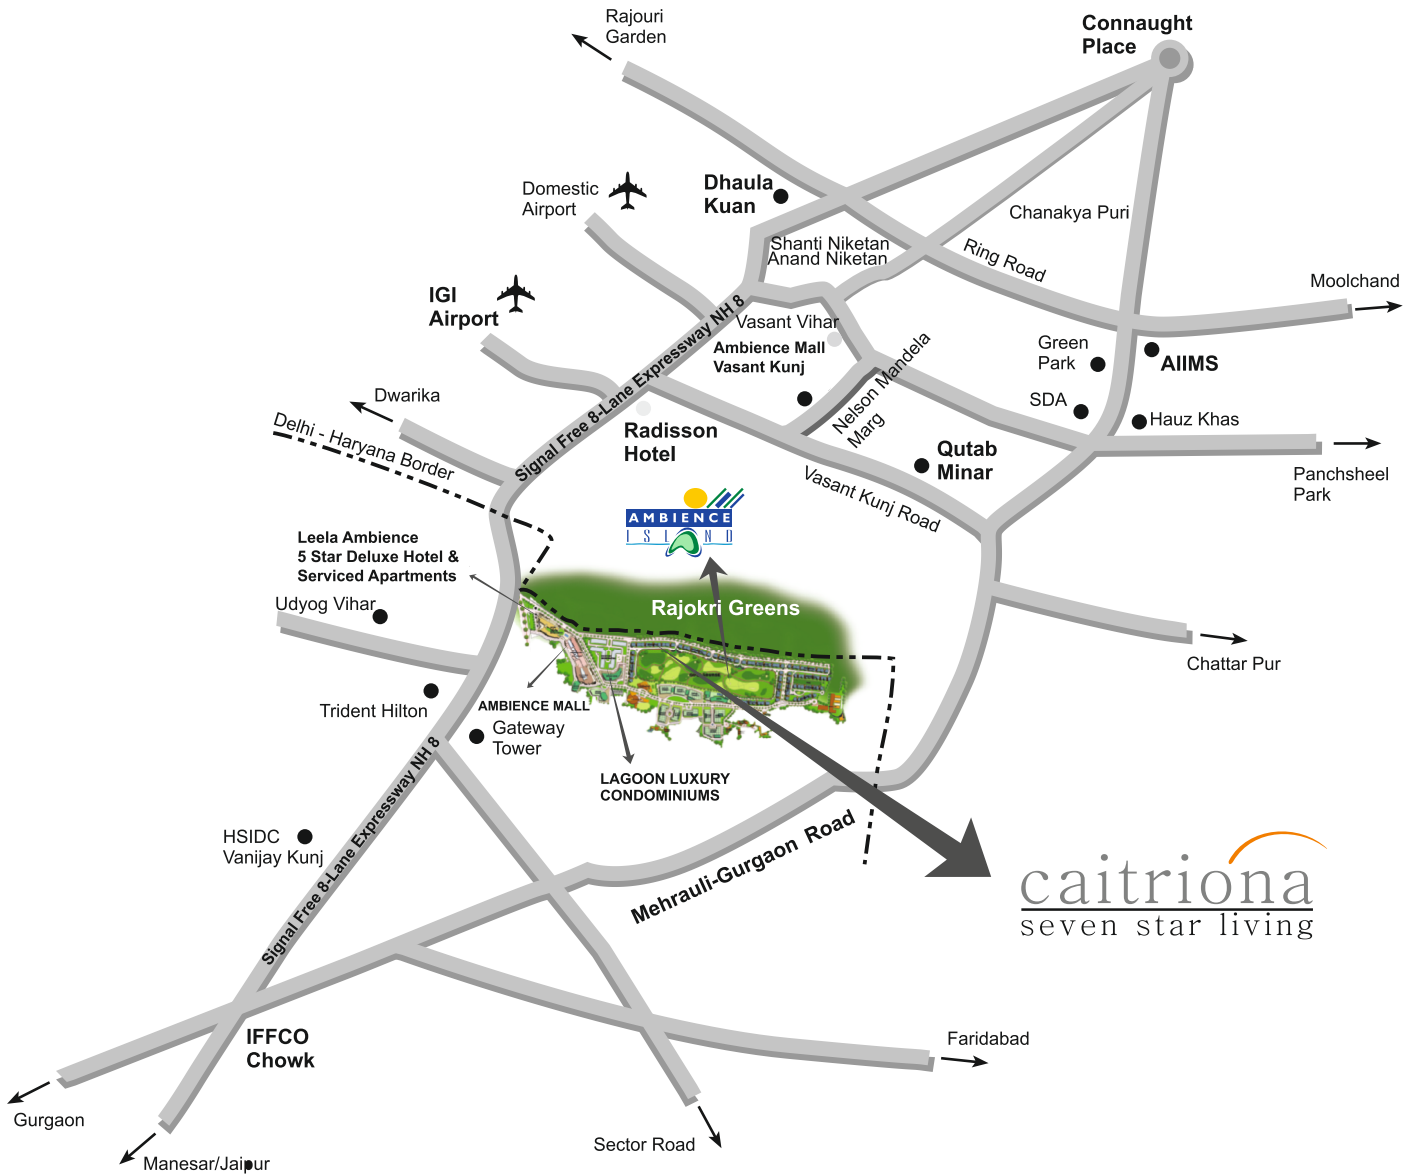 Rajouri
Garden
Connaught
Place
Domestic
Airport
Dhaula
Kuan
Chanakya Puri
Shanti Niketan
Anand Niketan
Ring Road
Moolchand
IGI
Airport
Signal Free 8-Lane Expressway NH 8
Vasant Vihar
Ambience Mall
Vasant Kunj
Nelson Mandela
Marg
Green
Park
AIIMS
SDA
Hauz Khas
Dwarika
Delhi - Haryana Border
Radisson
Hotel
Qutab
Minar
Vasant Kunj Road
Panchsheel
Park
AMBIENCE
ISLAND
Leela Ambience
5 Star Deluxe Hotel &
Serviced Apartments
Udyog Vihar
Rajokri Greens
Chattar Pur
Trident Hilton
AMBIENCE MALL
Gateway
Tower
LAGOON LUXURY
CONDOMINIUMS
Signal Free 8-Lane Expressway NH 8
HSIDC
Vanijay Kunj
Mehrauli-Gurgaon Road
caitriona
seven star living
IFFCO
Chowk
Faridabad
Gurgaon
Sector Road
Manesar/Jaipur